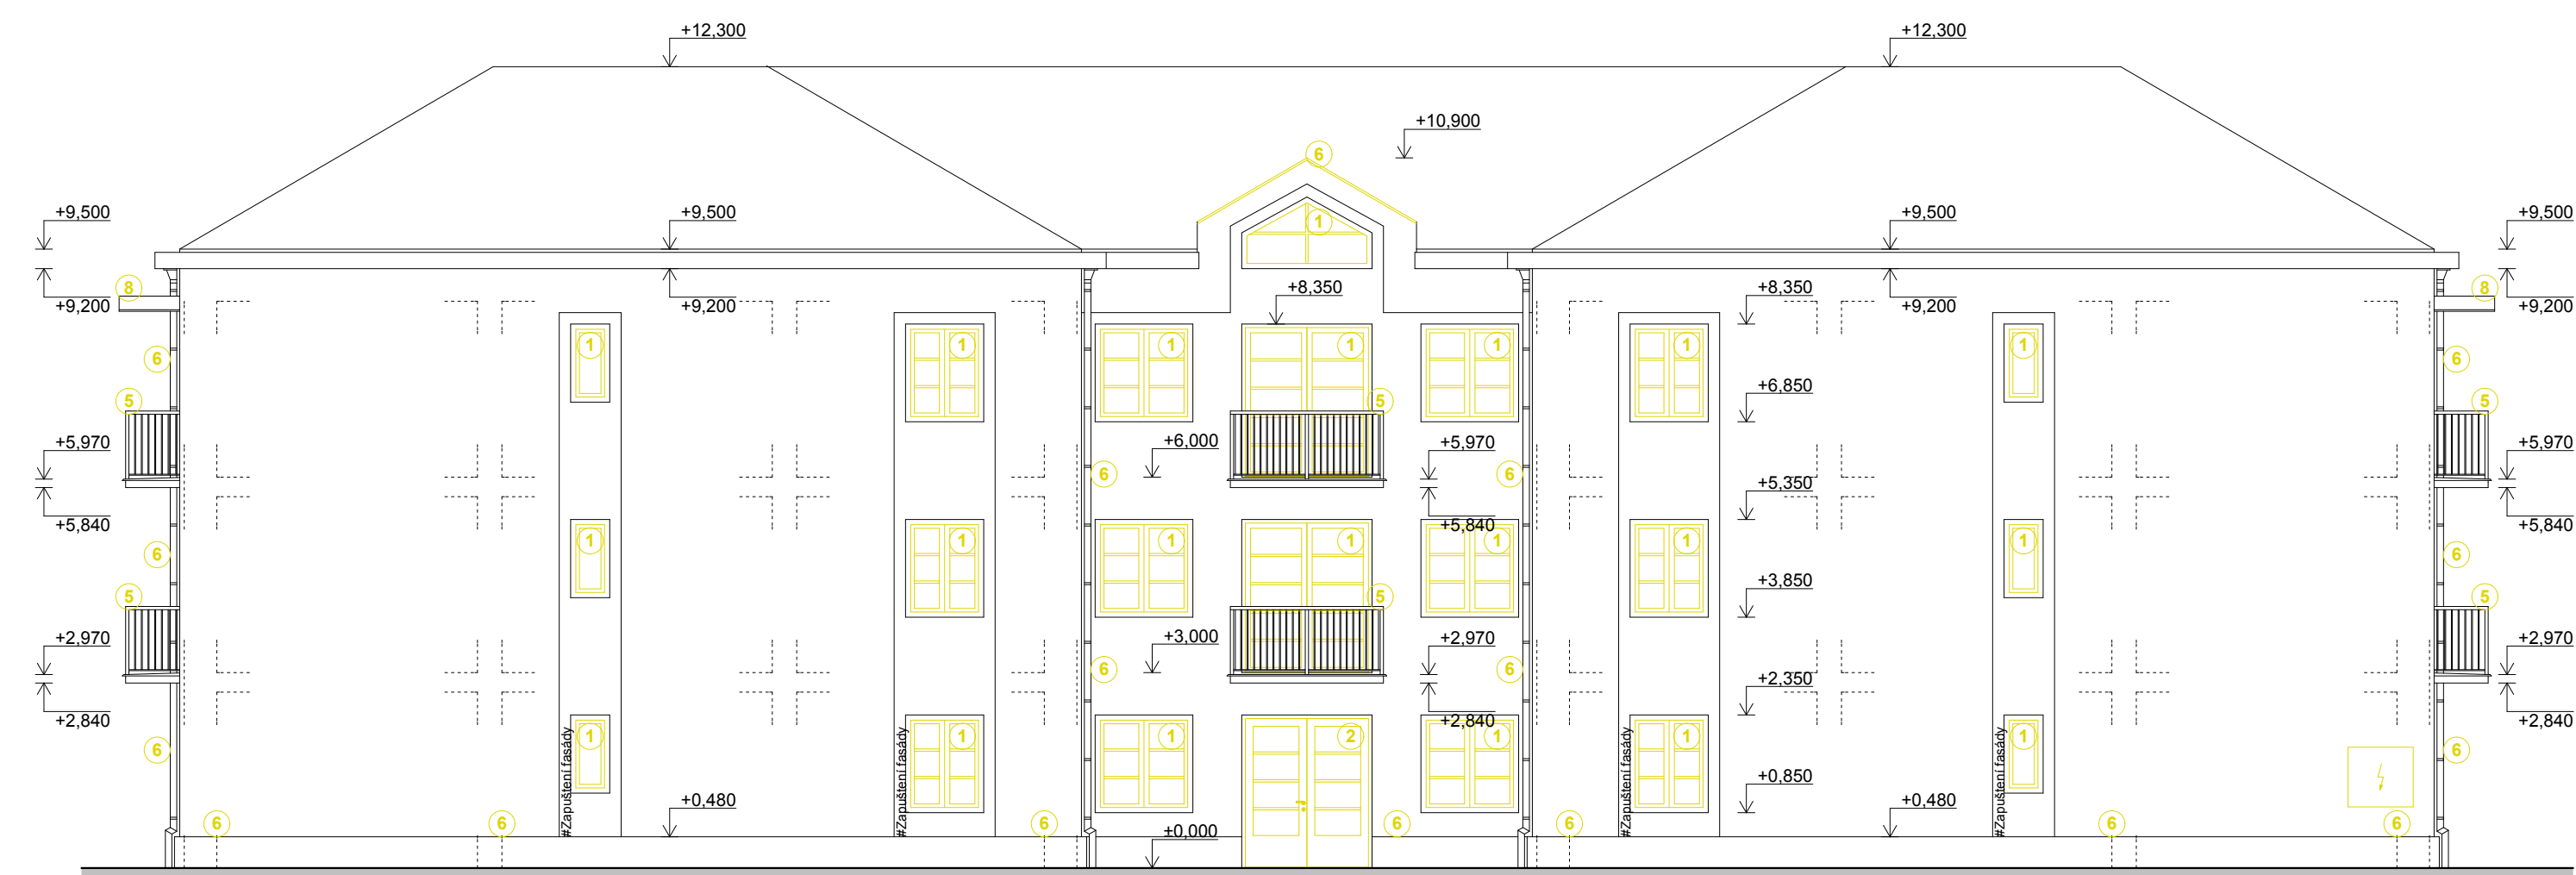 +12,300 +12,300
+10,900
6
+9,500 +9,500 1 +9,500 +9,500
8 +8,350 +8,350 8
+9,200 +9,200 +9,200 +9,200
6 1 1 1 1 1 1 1 6
+6,850
5 5 5
+5,970 +6,000 +5,970 +5,970
6 6
+5,350
+5,840 +5,840 +5,840
6 1 1 1 1 1 1 1 6
+3,850
5 5 5
+2,970 +3,000 +2,970 +2,970
6 6
+2,350
+2,840 +2,840 +2,840
6 1 1 1 2 1 1 1 6
#Zapuštění fasády #Zapuštění fasády #Zapuštění fasády #Zapuštění fasády
+0,850
+0,480 +0,480
6 6 6 6 6 6 6
±0,000